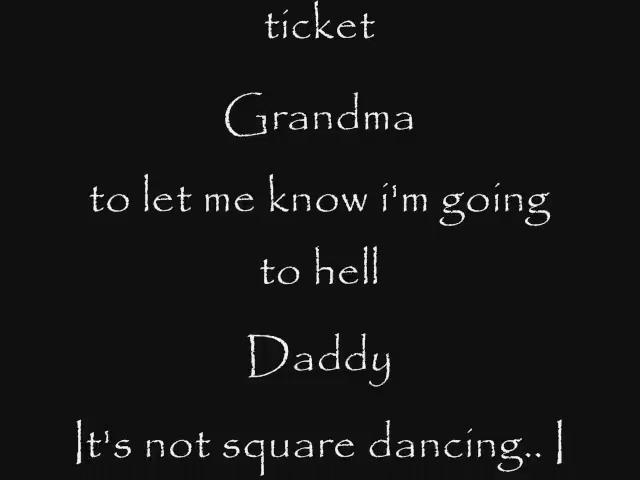 ticket
Grandma
to let me know i'm going
to hell
Daddy
It's not square dancing.. I